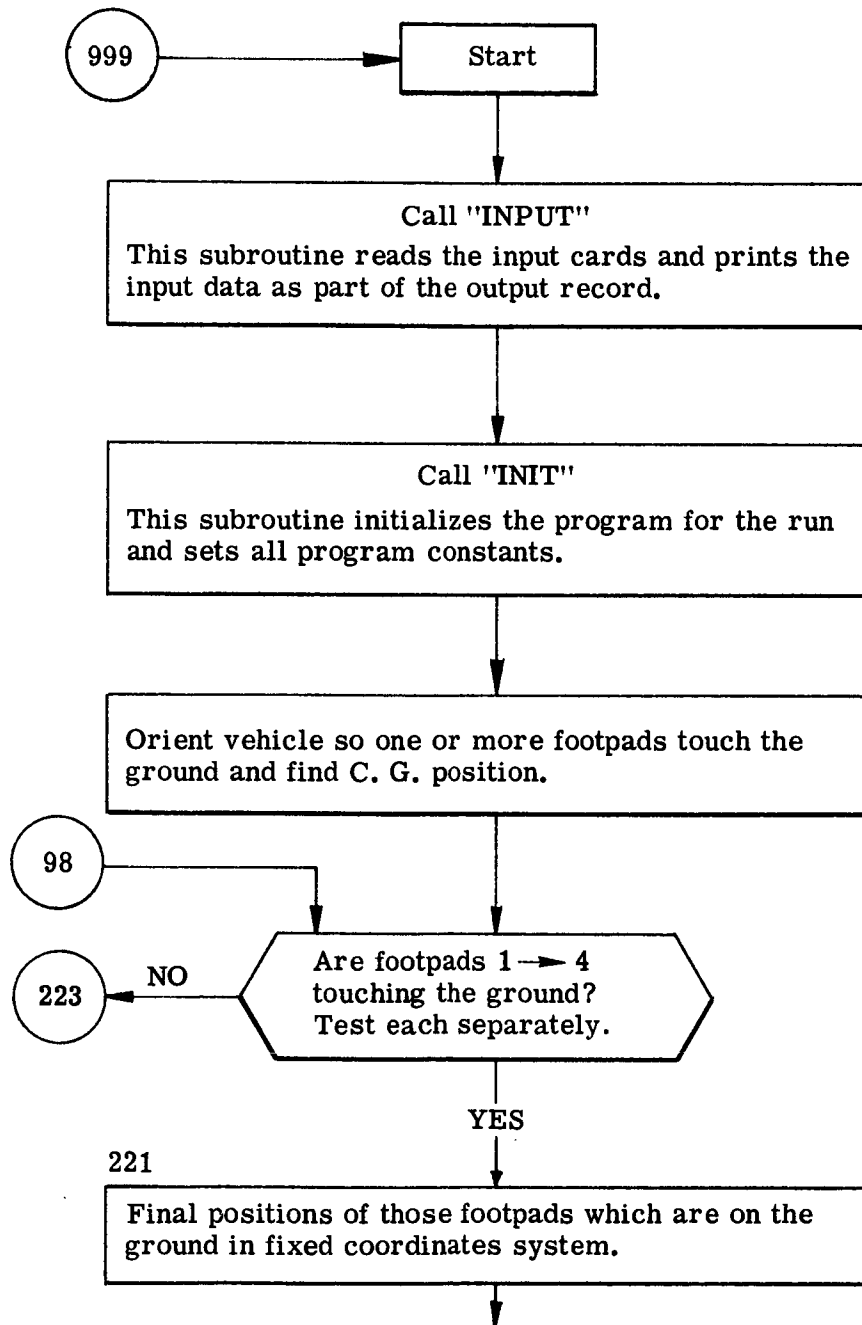 999
Start
Call "INPUT"
This subroutine reads the input cards and prints the
input data as part of the output record.
Call "INIT"
This subroutine initializes the program for the run
and sets all program constants.
Orient vehicle so one or more footpads touch the
ground and find C. G. position.
98
Are footpads 1 → 4
touching the ground?
Test each separately.
NO
223
YES
221
Final positions of those footpads which are on the
ground in fixed coordinates system.